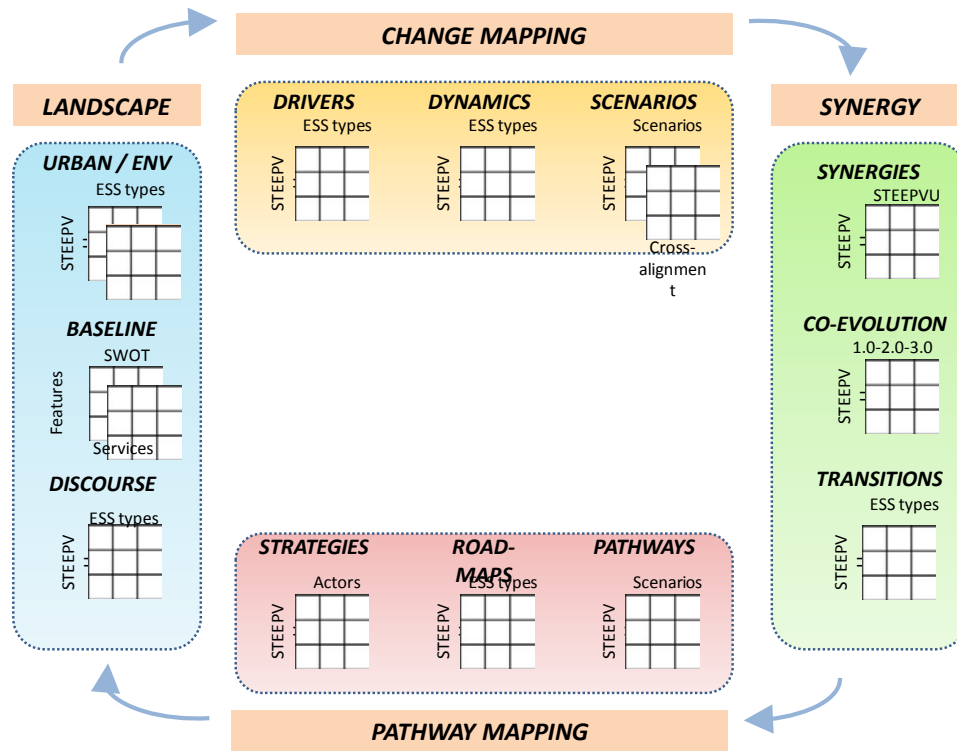 CHANGE MAPPING
LANDSCAPE
SYNERGY
DRIVERS
ESS types
STEEPV
DYNAMICS
ESS types
STEEPV
SCENARIOS
Scenarios
STEEPV
Cross-
alignmen
t
URBAN / ENV
ESS types
STEEPV
BASELINE
SWOT
Features
Services
DISCOURSE
ESS types
STEEPV
SYNERGIES
STEEPVU
STEEPV
CO-EVOLUTION
1.0-2.0-3.0
STEEPV
TRANSITIONS
ESS types
STEEPV
STRATEGIES
Actors
STEEPV
ROAD-
MAPS
ESS types
STEEPV
PATHWAYS
Scenarios
STEEPV
PATHWAY MAPPING